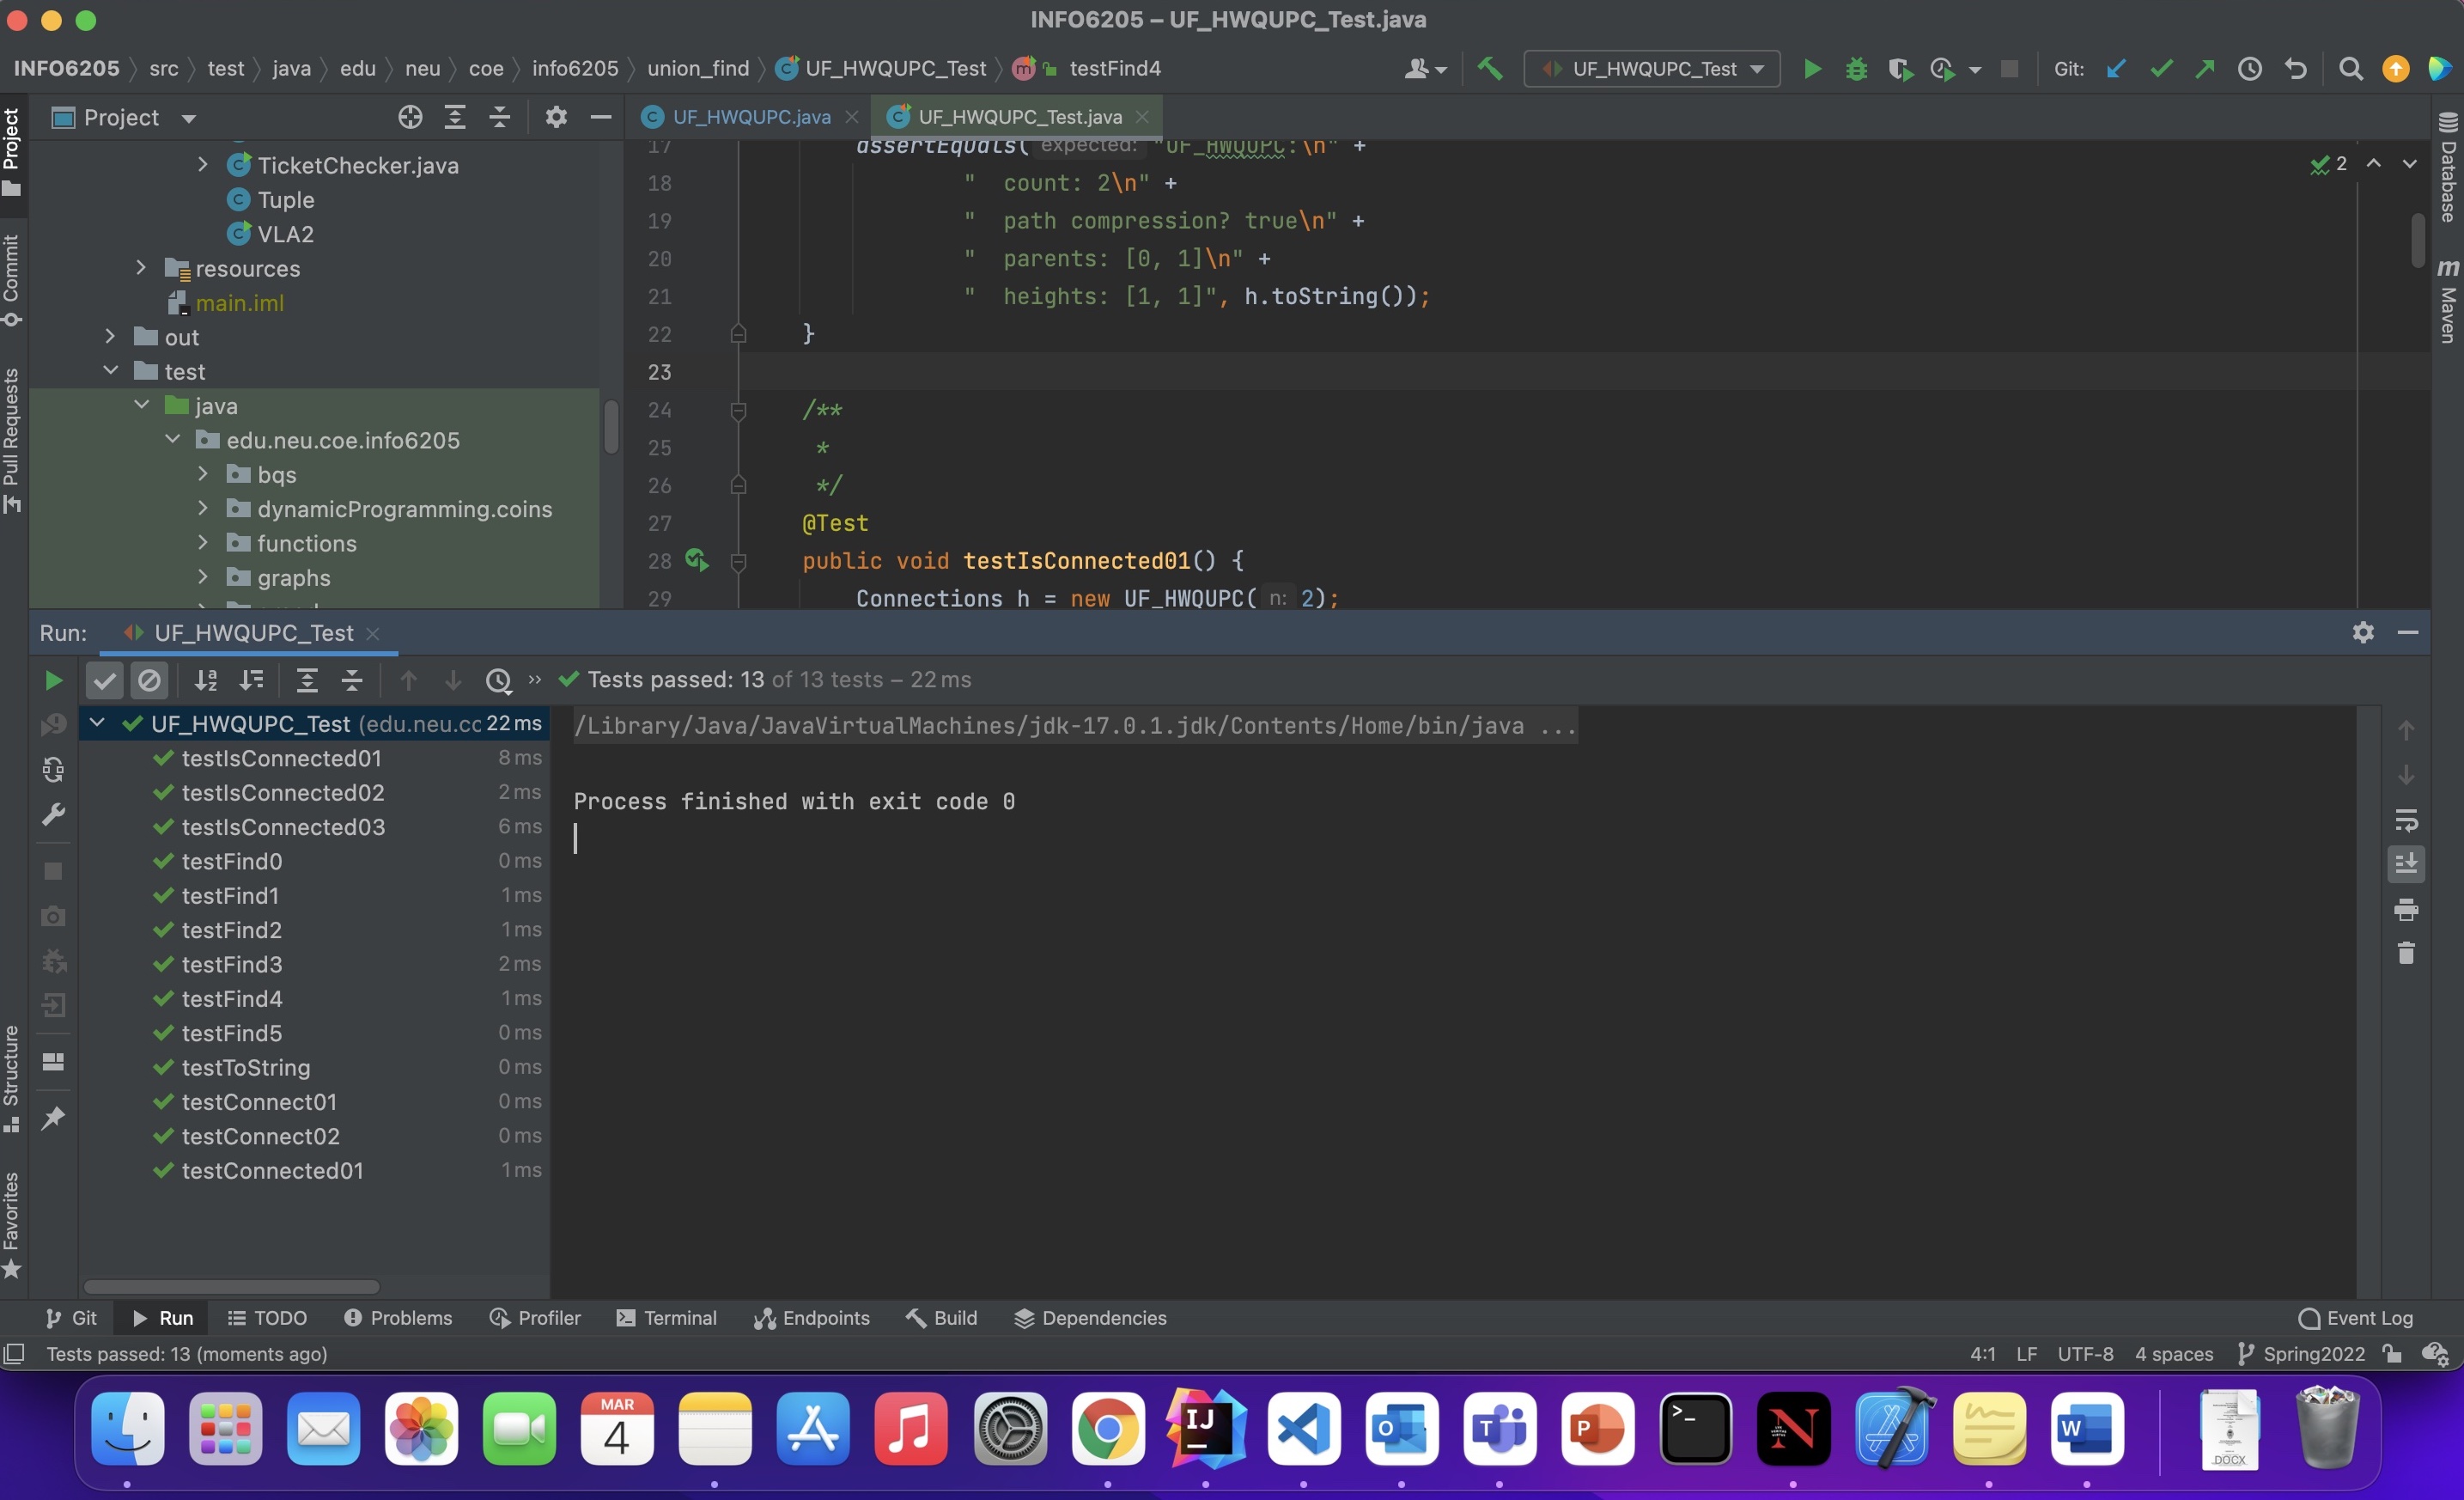 INFO6205 – UF_HWQUPC_Test.java
INFO6205 src test java edu neu coe info6205 union_find UF_HWQUPC_Test testFind4 UF_HWQUPC_Test Git:
Project
Project
UF_HWQUPC.java
UF_HWQUPC_Test.java
TicketChecker.java
Tuple
VLA2
resources
main.iml
out
test
java
edu.neu.coe.info6205
bqs
dynamicProgramming.coins
functions
graphs
17 assertEquals( expected: "UF_HWQUPC:\n" +
18 "  count: 2\n" +
19 "  path compression? true\n" +
20 "  parents: [0, 1]\n" +
21 "  heights: [1, 1]", h.toString());
22 }
23
24 /**
25 *
26 */
27 @Test
28 public void testIsConnected01() {
29 Connections h = new UF_HWQUPC( n: 2);
2
Commit
Pull Requests
Structure
Favorites
Database
m Maven
Run: UF_HWQUPC_Test
Tests passed: 13 of 13 tests – 22 ms
UF_HWQUPC_Test (edu.neu.cc 22 ms
testIsConnected01 8 ms
testIsConnected02 2 ms
testIsConnected03 6 ms
testFind0 0 ms
testFind1 1 ms
testFind2 1 ms
testFind3 2 ms
testFind4 1 ms
testFind5 0 ms
testToString 0 ms
testConnect01 0 ms
testConnect02 0 ms
testConnected01 1 ms
/Library/Java/JavaVirtualMachines/jdk-17.0.1.jdk/Contents/Home/bin/java ...
Process finished with exit code 0
Git Run TODO Problems Profiler Terminal Endpoints Build Dependencies Event Log
Tests passed: 13 (moments ago) 4:1 LF UTF-8 4 spaces Spring2022
MAR
4
IJ
O
T
P
>_
N
W
DOCX